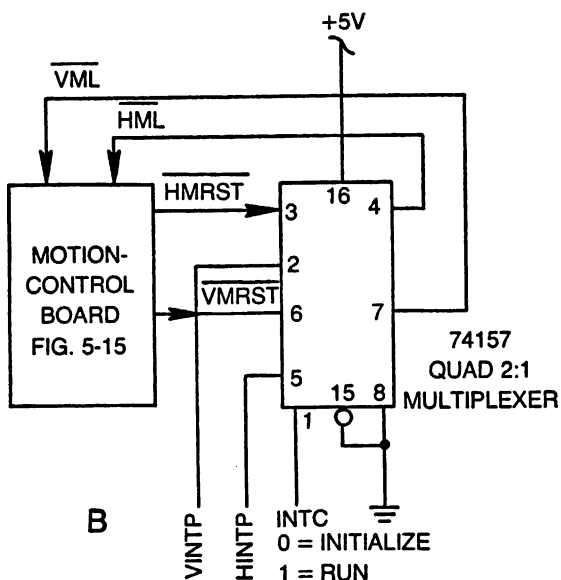 +5V
VML
HML
HMRST
3
16
4
MOTION-
CONTROL
BOARD
FIG. 5-15
2
VMRST
6
7
5
15
8
1
74157
QUAD 2:1
MULTIPLEXER
B
VINTP
HINTP
INTC
0 = INITIALIZE
1 = RUN